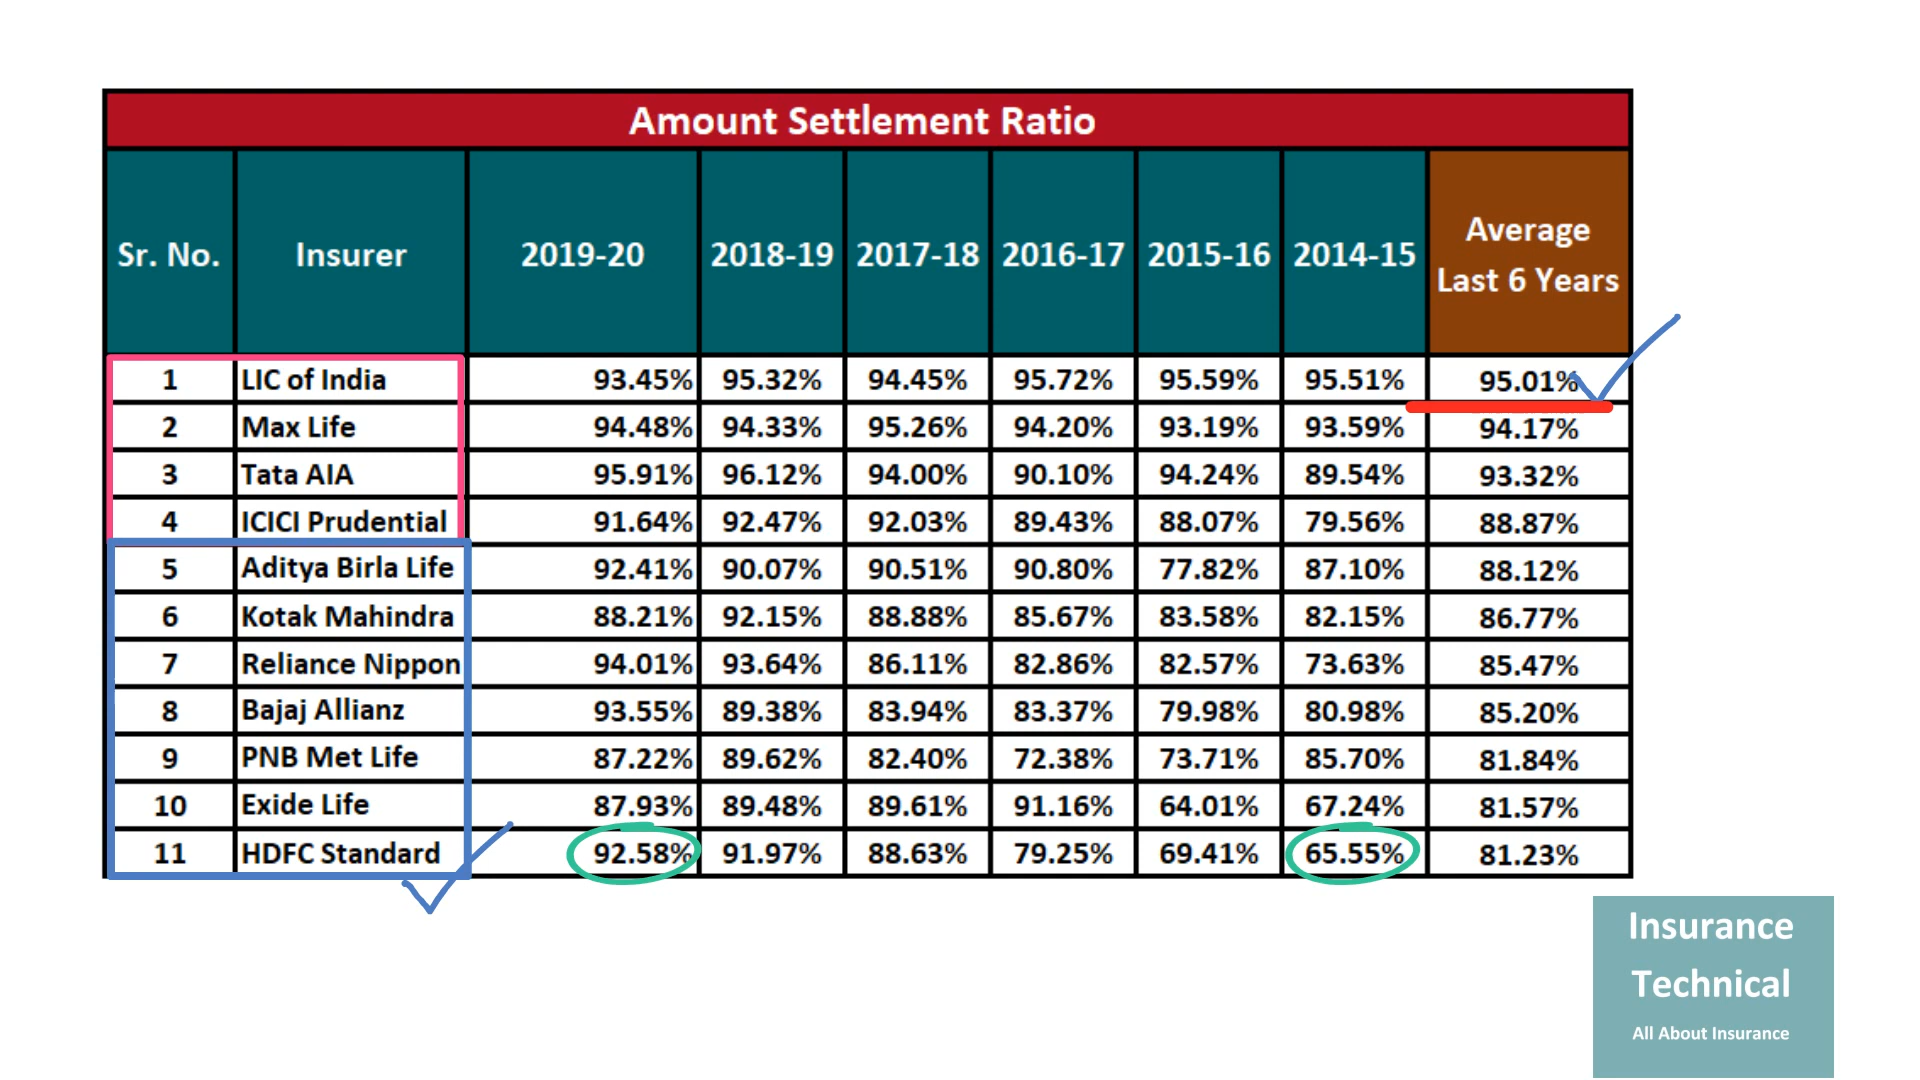 Amount Settlement Ratio
Sr. No. Insurer 2019-20 2018-19 2017-18 2016-17 2015-16 2014-15 Average Last 6 Years
1 LIC of India 93.45% 95.32% 94.45% 95.72% 95.59% 95.51% 95.01%
2 Max Life 94.48% 94.33% 95.26% 94.20% 93.19% 93.59% 94.17%
3 Tata AIA 95.91% 96.12% 94.00% 90.10% 94.24% 89.54% 93.32%
4 ICICI Prudential 91.64% 92.47% 92.03% 89.43% 88.07% 79.56% 88.87%
5 Aditya Birla Life 92.41% 90.07% 90.51% 90.80% 77.82% 87.10% 88.12%
6 Kotak Mahindra 88.21% 92.15% 88.88% 85.67% 83.58% 82.15% 86.77%
7 Reliance Nippon 94.01% 93.64% 86.11% 82.86% 82.57% 73.63% 85.47%
8 Bajaj Allianz 93.55% 89.38% 83.94% 83.37% 79.98% 80.98% 85.20%
9 PNB Met Life 87.22% 89.62% 82.40% 72.38% 73.71% 85.70% 81.84%
10 Exide Life 87.93% 89.48% 89.61% 91.16% 64.01% 67.24% 81.57%
11 HDFC Standard 92.58% 91.97% 88.63% 79.25% 69.41% 65.55% 81.23%
Insurance
Technical
All About Insurance